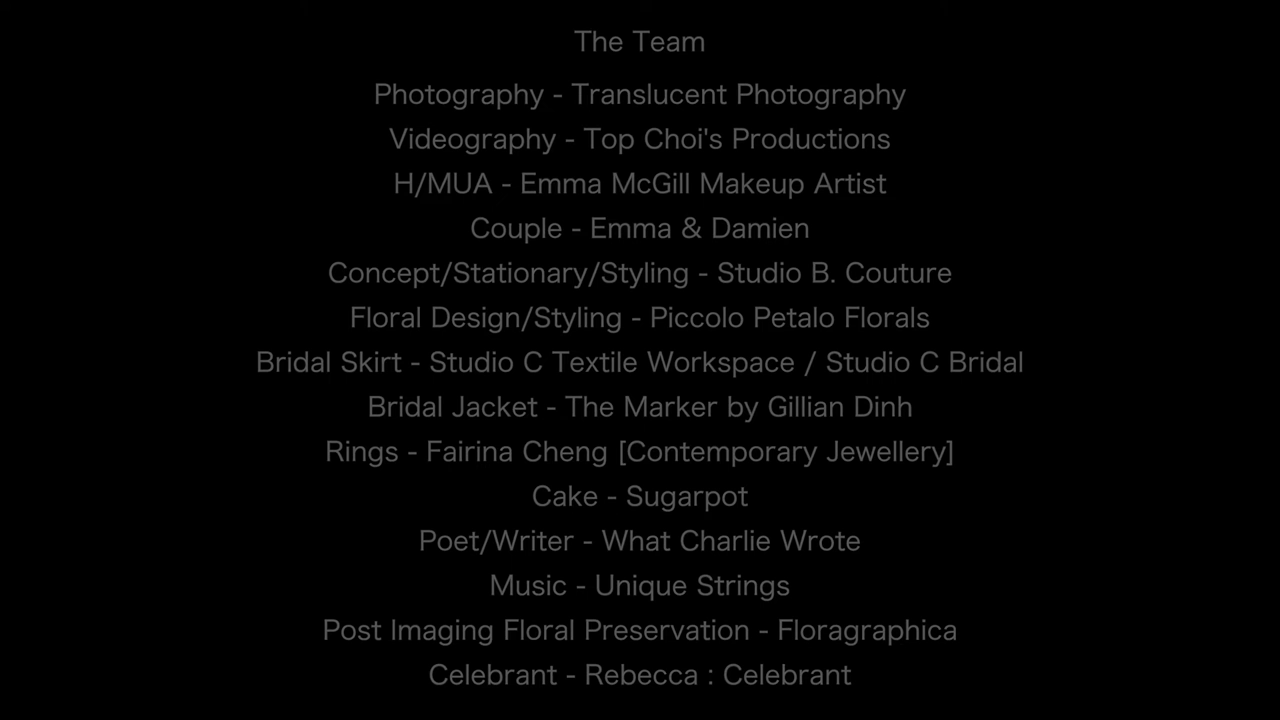 The Team
Photography - Translucent Photography
Videography - Top Choi's Productions
H/MUA - Emma McGill Makeup Artist
Couple - Emma & Damien
Concept/Stationary/Styling - Studio B. Couture
Floral Design/Styling - Piccolo Petalo Florals
Bridal Skirt - Studio C Textile Workspace / Studio C Bridal
Bridal Jacket - The Marker by Gillian Dinh
Rings - Fairina Cheng [Contemporary Jewellery]
Cake - Sugarpot
Poet/Writer - What Charlie Wrote
Music - Unique Strings
Post Imaging Floral Preservation - Floragraphica
Celebrant - Rebecca : Celebrant